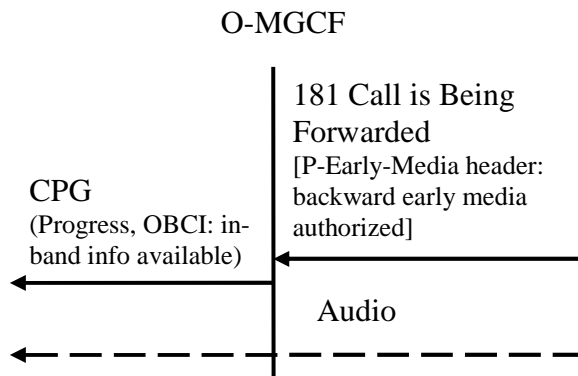 O-MGCF
181 Call is Being
Forwarded
[P-Early-Media header:
backward early media
authorized]
CPG
(Progress, OBCI: in-
band info available)
Audio